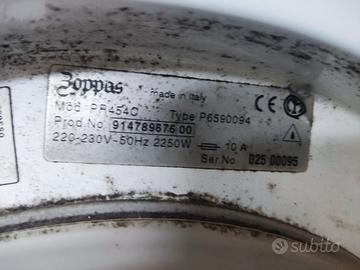 Zoppas
made in Italy
Mod. PR454C Type P6590094
Prod.No. 914789676 00
220-230V~50Hz 2250W 10 A
Ser.No. 025 00095
subito